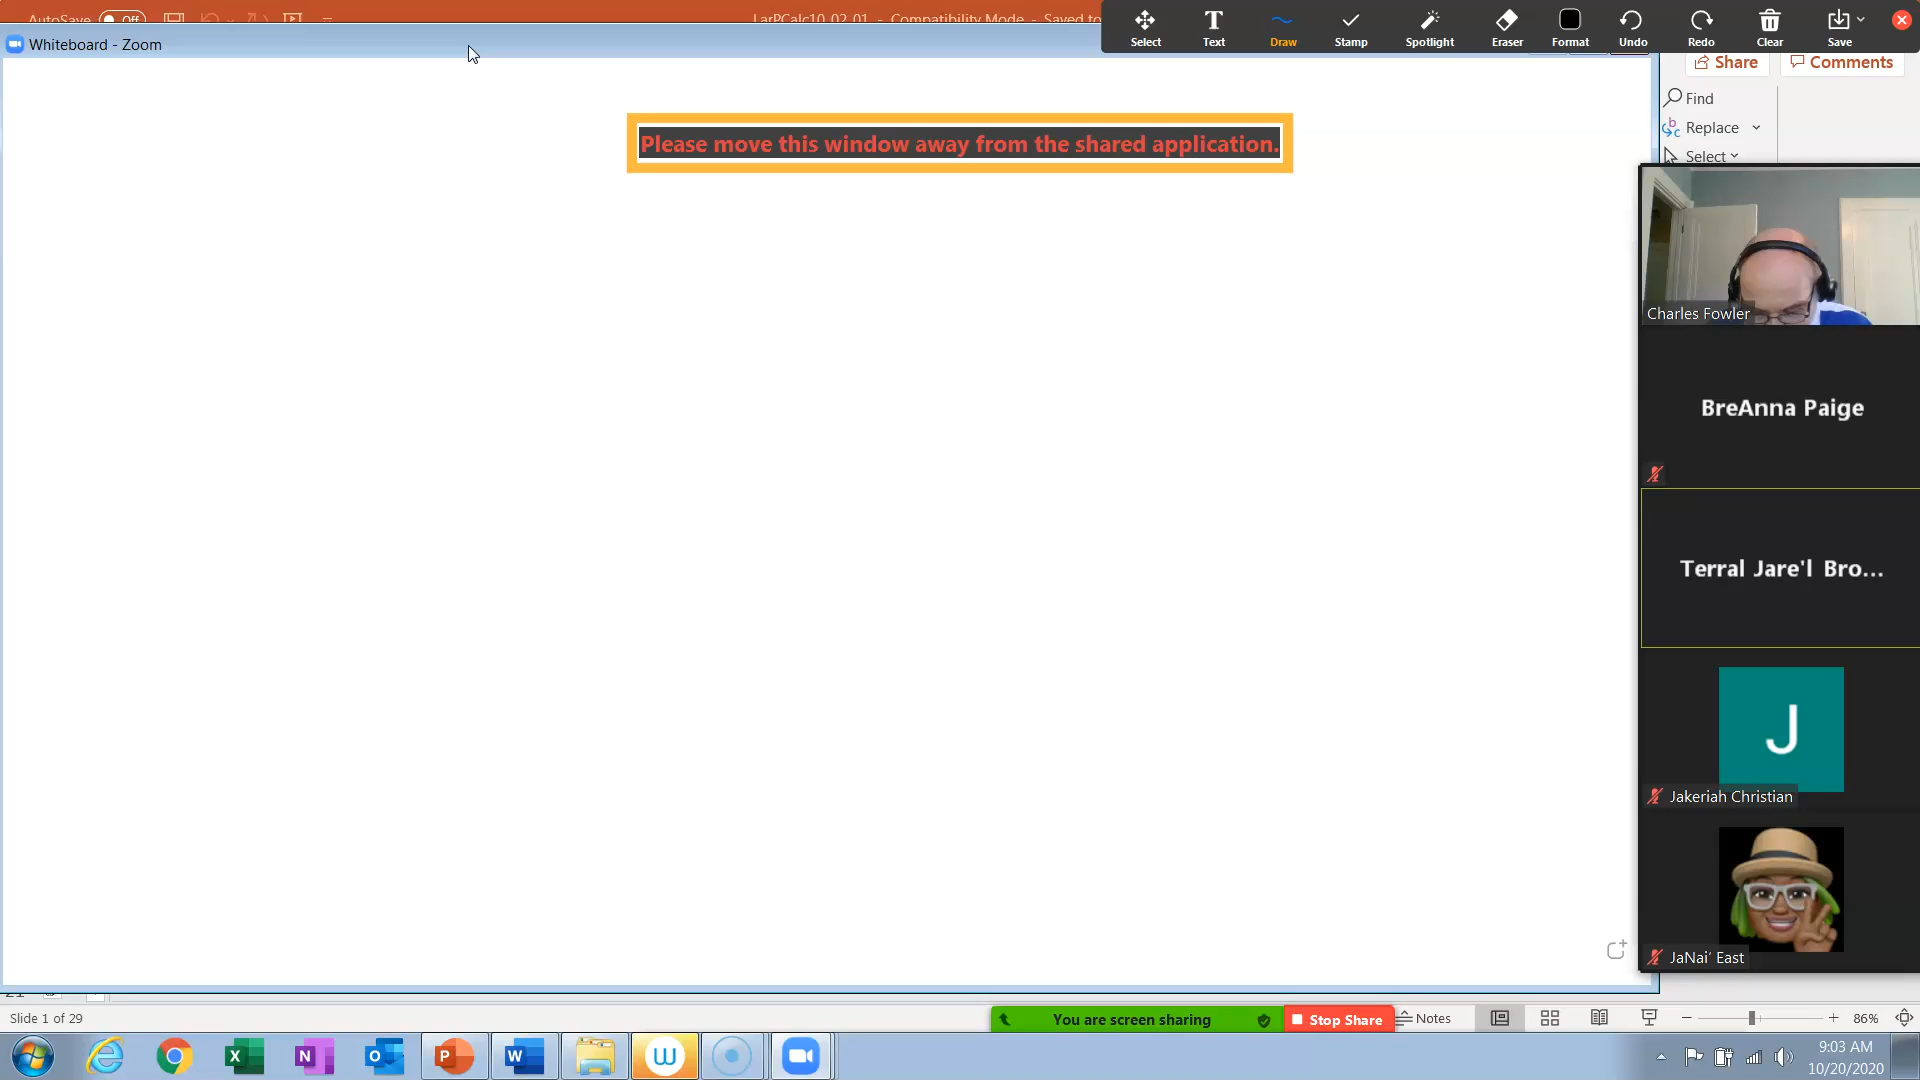 AutoSave Off
LarPCalc10_02_01 - Compatibility Mode - Saved to
Whiteboard - Zoom
Select
Text
Draw
Stamp
Spotlight
Eraser
Format
Undo
Redo
Clear
Save
Share
Comments
Find
Replace
Select
Please move this window away from the shared application.
Charles Fowler
BreAnna Paige
Terral Jare'l Bro...
J
Jakeriah Christian
JaNai' East
Slide 1 of 29
You are screen sharing
Stop Share
Notes
86%
9:03 AM
10/20/2020